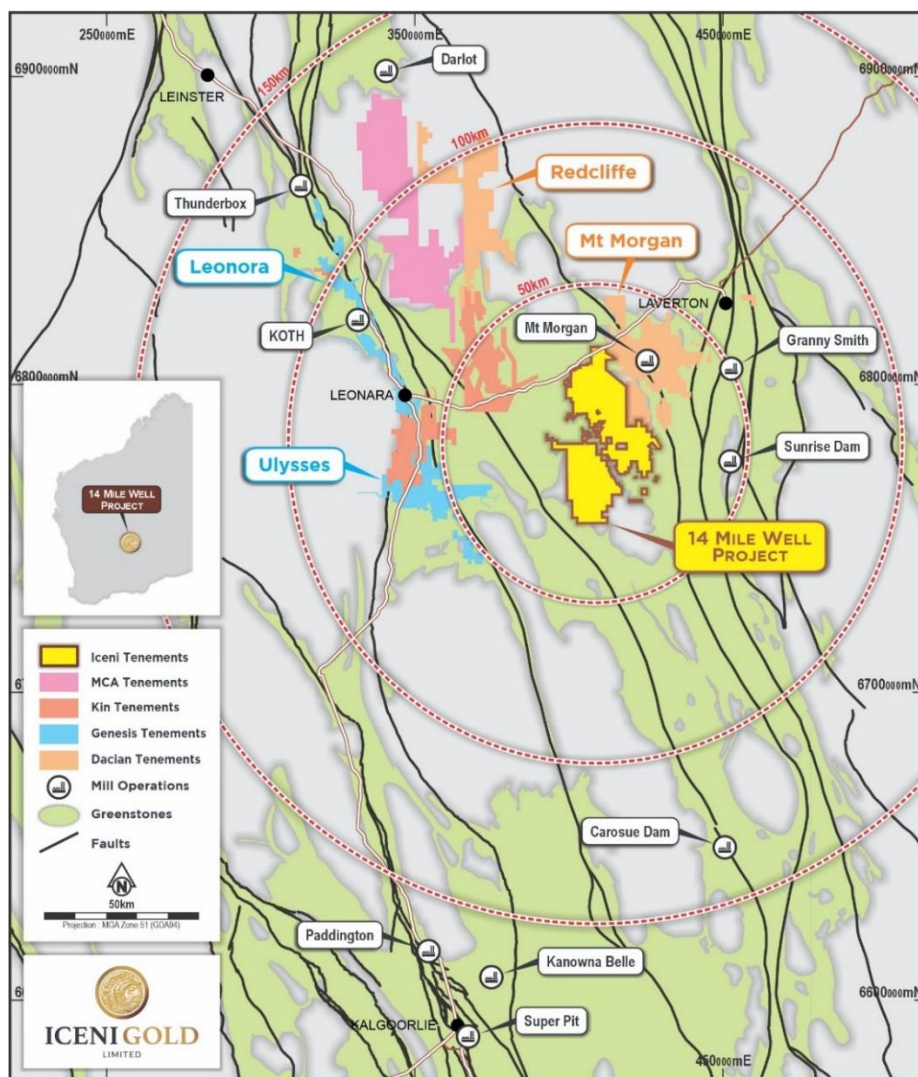 250000mE
350000mE
450000mE
6900000mN
6900000mN
Darlot
LEINSTER
150km
100km
Thunderbox
Redcliffe
Leonora
Mt Morgan
50km
LAVERTON
KOTH
Mt Morgan
Granny Smith
6800000mN
6800000mN
LEONARA
Sunrise Dam
Ulysses
14 MILE WELL
PROJECT
14 MILE WELL
PROJECT
Iceni Tenements
MCA Tenements
Kin Tenements
Genesis Tenements
Dacian Tenements
Mill Operations
Greenstones
Faults
N
50km
Projection : MGA Zone 51 (GDA94)
6700000mN
Carosue Dam
Paddington
Kanowna Belle
6600000mN
KALGOORLIE
Super Pit
450000mE
ICENI GOLD
LIMITED